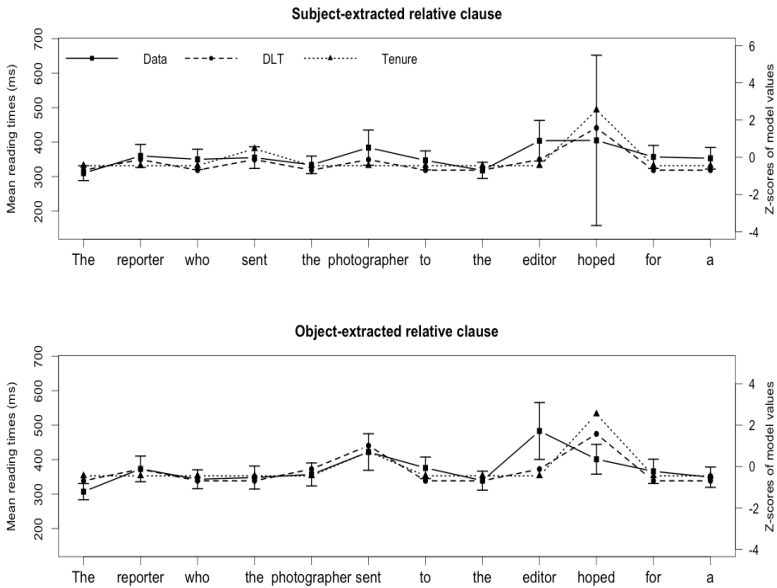 Subject-extracted relative clause
Mean reading times (ms)
700
600
500
400
300
200
Data
DLT
Tenure
6
4
2
0
-2
-4
Z-scores of model values
The reporter who sent the photographer to the editor hoped for a
Object-extracted relative clause
Mean reading times (ms)
700
600
500
400
300
200
4
2
0
-2
-4
Z-scores of model values
The reporter who the photographer sent to the editor hoped for a